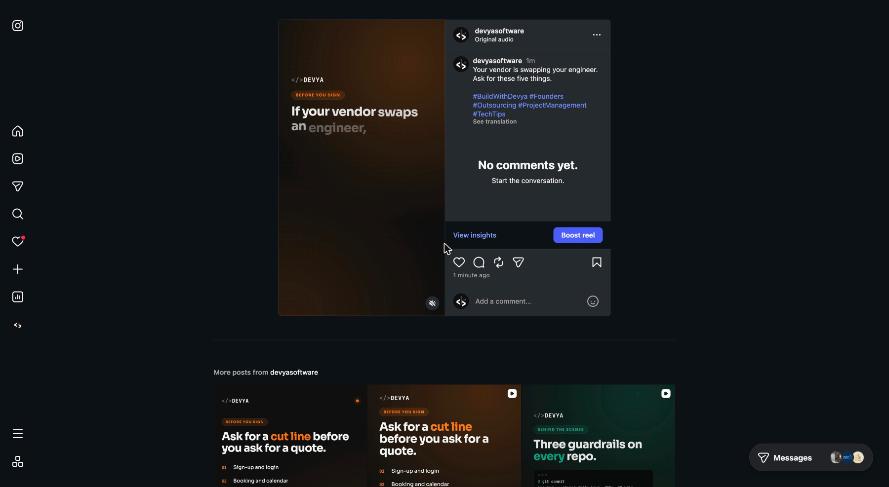 </>DEVYA
BEFORE YOU SIGN
If your vendor swaps
an engineer,
devyasoftware
Original audio
devyasoftware 1m
Your vendor is swapping your engineer.
Ask for these five things.
#BuildWithDevya #Founders
#Outsourcing #ProjectManagement
#TechTips
See translation
No comments yet.
Start the conversation.
View insights
Boost reel
1 minute ago
Add a comment...
More posts from devyasoftware
</>DEVYA
BEFORE YOU SIGN
Ask for a cut line before
you ask for a quote.
01 Sign-up and login
02 Booking and calendar
</>DEVYA
BEFORE YOU SIGN
Ask for a cut line
before you ask for a
quote.
01 Sign-up and login
02 Booking and calendar
</>DEVYA
BEHIND THE SCENES
Three guardrails on
every repo.
$ git commit
Messages